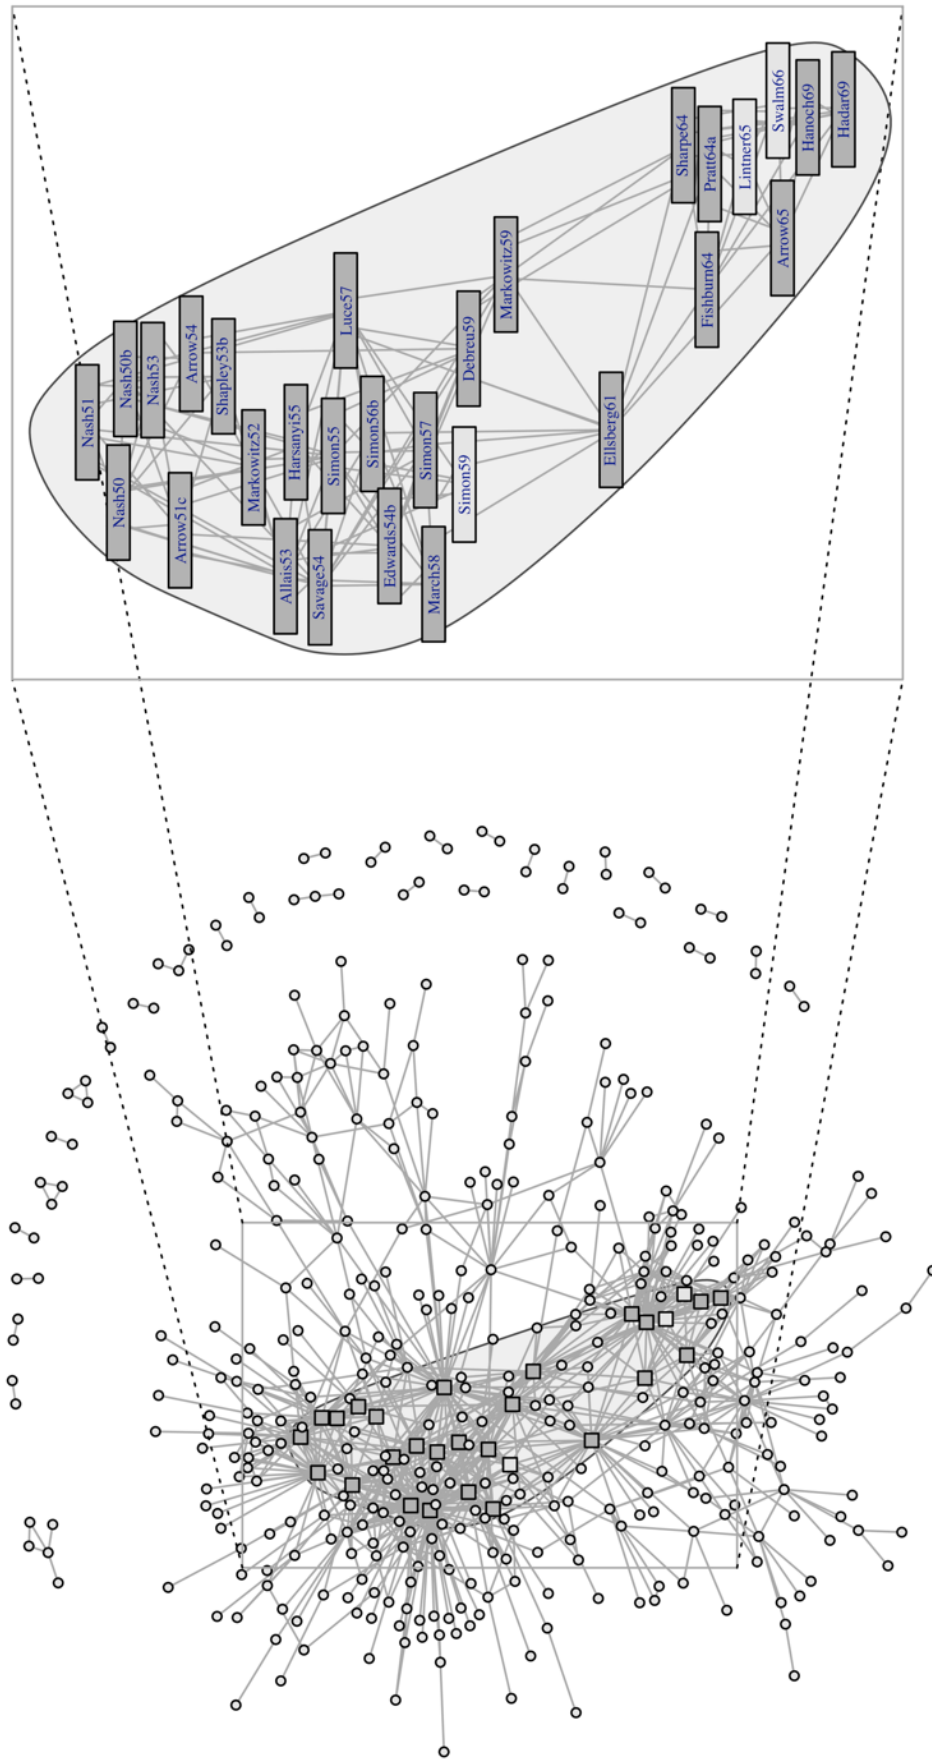 Swalm66
Hanoch69
Hadar69
Sharpe64
Pratt64a
Lintner65
Arrow65
Fishburn64
Markowitz59
Luce57
Debreu59
Arrow54
Shapley53b
Nash50b
Nash53
Nash51
Ellsberg61
Simon56b
Harsanyi55
Simon55
Simon57
Markowitz52
Simon59
Nash50
Arrow51c
Edwards54b
Allais53
Savage54
March58